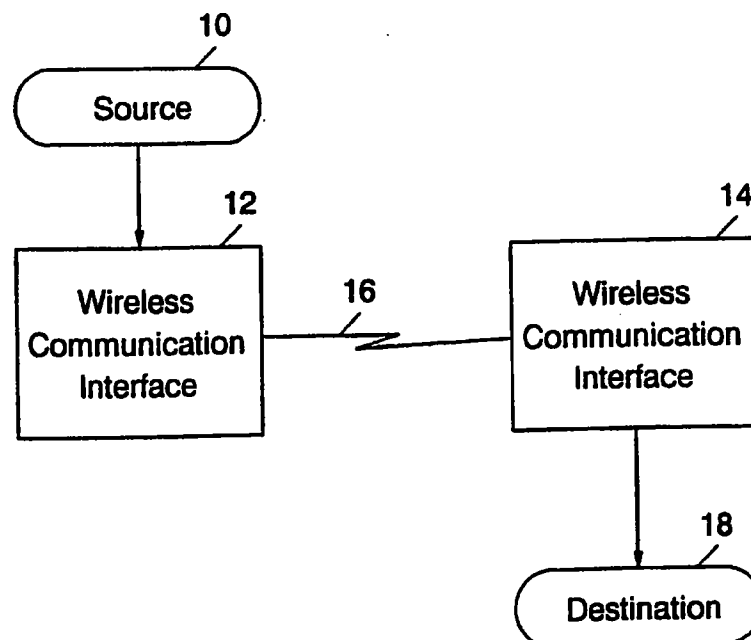 10
Source
12
Wireless
Communication
Interface
16
14
Wireless
Communication
Interface
18
Destination